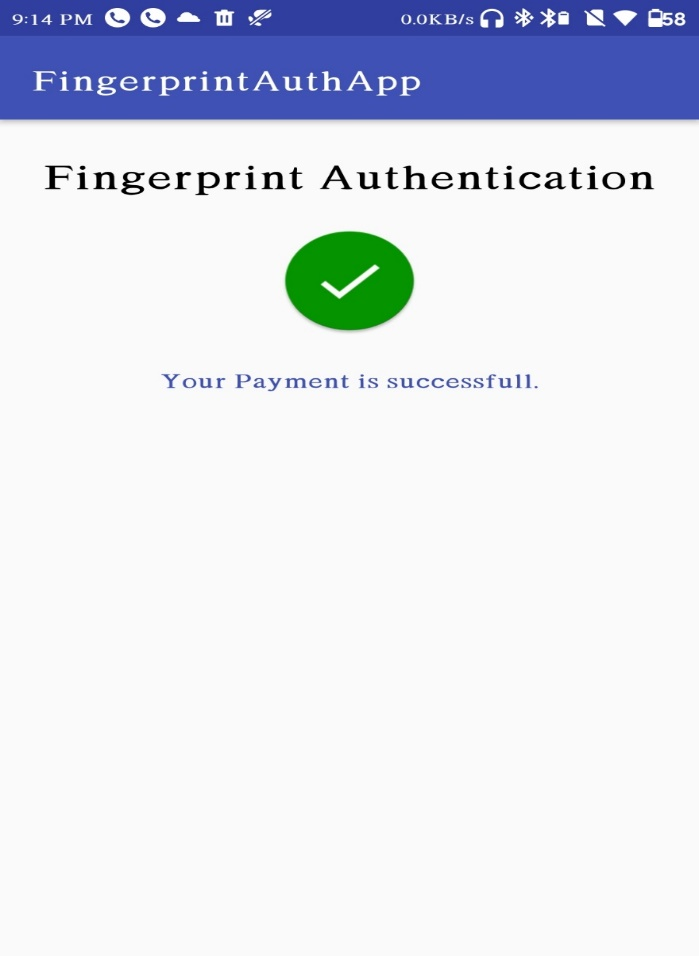 9:14 PM 0.0KB/s 58
FingerprintAuthApp
Fingerprint Authentication
Your Payment is successfull.